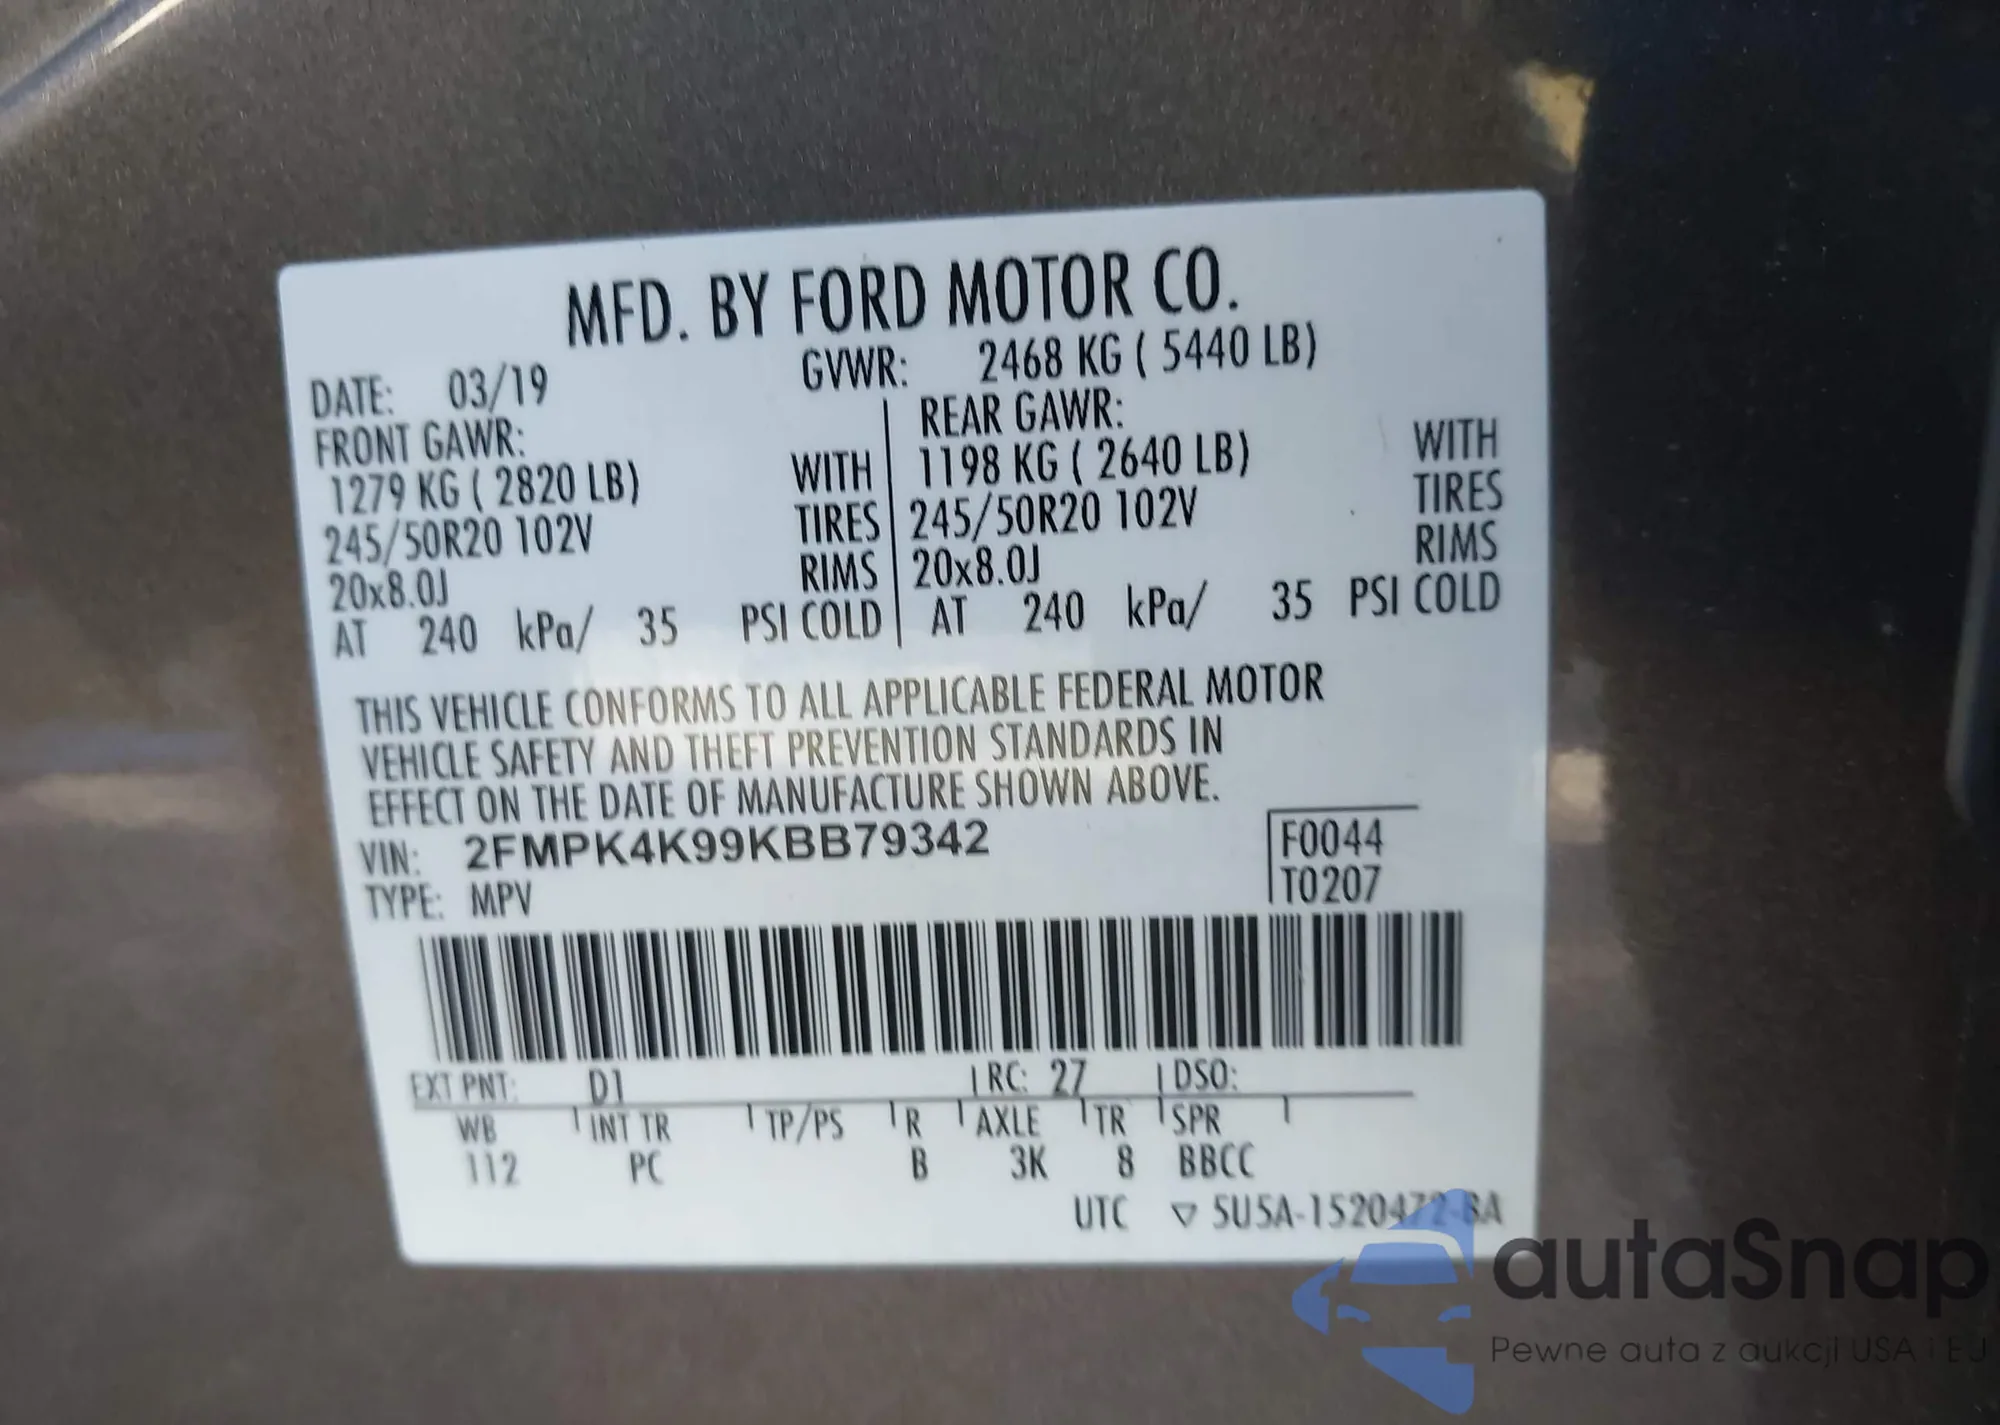 MFD. BY FORD MOTOR CO.
DATE: 03/19 GVWR: 2468 KG ( 5440 LB)
FRONT GAWR: REAR GAWR:
1279 KG ( 2820 LB) WITH 1198 KG ( 2640 LB) WITH
245/50R20 102V TIRES 245/50R20 102V TIRES
20x8.0J RIMS 20x8.0J RIMS
AT 240 kPa/ 35 PSI COLD AT 240 kPa/ 35 PSI COLD
THIS VEHICLE CONFORMS TO ALL APPLICABLE FEDERAL MOTOR
VEHICLE SAFETY AND THEFT PREVENTION STANDARDS IN
EFFECT ON THE DATE OF MANUFACTURE SHOWN ABOVE.
VIN: 2FMPK4K99KBB79342 F0044
TYPE: MPV T0207
EXT PNT: D1 RC: 27 DSO:
WB INT TR TP/PS R AXLE TR SPR
112 PC B 3K 8 BBCC
UTC ▽ 5U5A-1520472-BA
autaSnap
Pewne auta z aukcji USA i EU